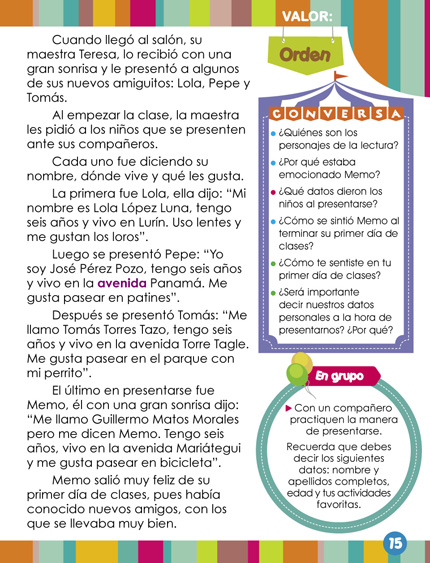 VALOR:
Orden
Cuando llegó al salón, su
maestra Teresa, lo recibió con una
gran sonrisa y le presentó a algunos
de sus nuevos amiguitos: Lola, Pepe y
Tomás.
Al empezar la clase, la maestra
les pidió a los niños que se presenten
ante sus compañeros.
Cada uno fue diciendo su
nombre, dónde vive y qué les gusta.
La primera fue Lola, ella dijo: “Mi
nombre es Lola López Luna, tengo
seis años y vivo en Lurín. Uso lentes y
me gustan los loros”.
Luego se presentó Pepe: “Yo
soy José Pérez Pozo, tengo seis años
y vivo en la avenida Panamá. Me
gusta pasear en patines”.
Después se presentó Tomás: “Me
llamo Tomás Torres Tazo, tengo seis
años y vivo en la avenida Torre Tagle.
Me gusta pasear en el parque con
mi perrito”.
El último en presentarse fue
Memo, él con una gran sonrisa dijo:
“Me llamo Guillermo Matos Morales
pero me dicen Memo. Tengo seis
años, vivo en la avenida Mariátegui
y me gusta pasear en bicicleta”.
Memo salió muy feliz de su
primer día de clases, pues había
conocido nuevos amigos, con los
que se llevaba muy bien.
CONVERSA
¿Quiénes son los
personajes de la lectura?
¿Por qué estaba
emocionado Memo?
¿Qué datos dieron los
niños al presentarse?
¿Cómo se sintió Memo al
terminar su primer día de
clases?
¿Cómo te sentiste en tu
primer día de clases?
¿Será importante
decir nuestros datos
personales a la hora de
presentarnos? ¿Por qué?
En grupo
Con un compañero
practiquen la manera
de presentarse.
Recuerda que debes
decir los siguientes
datos: nombre y
apellidos completos,
edad y tus actividades
favoritas.
15